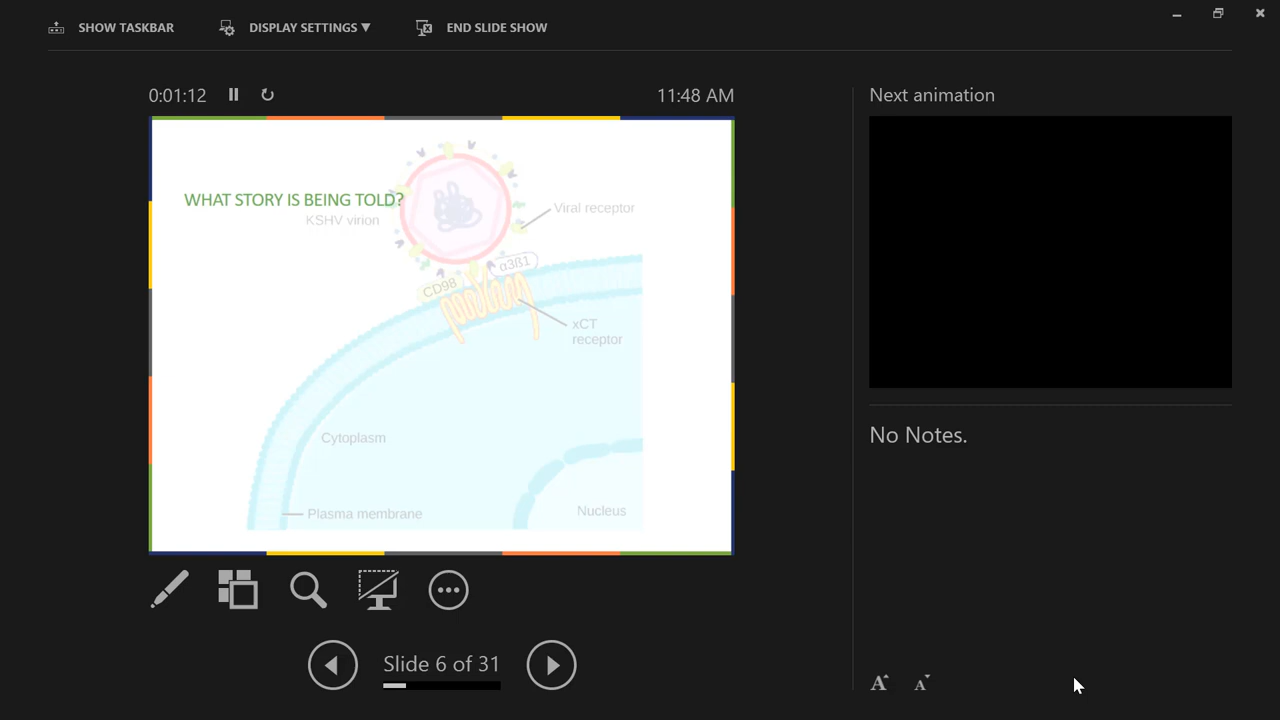 SHOW TASKBAR
DISPLAY SETTINGS ▼
END SLIDE SHOW
0:01:12
11:48 AM
Next animation
WHAT STORY IS BEING TOLD?
KSHV virion
Viral receptor
α3ß1
CD98
xCT
receptor
Cytoplasm
Plasma membrane
Nucleus
No Notes.
Slide 6 of 31
A A